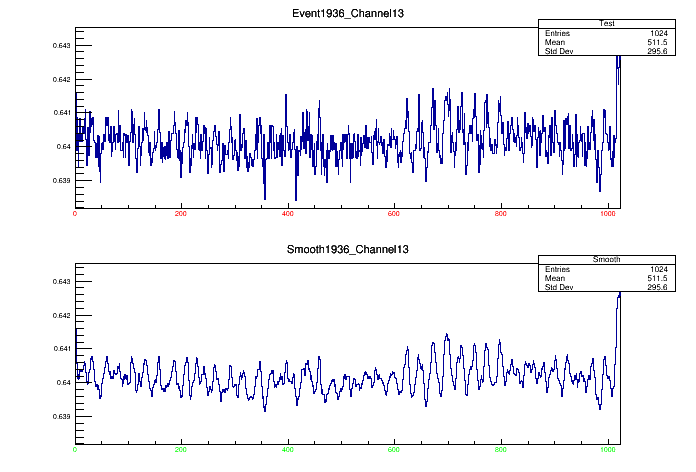 Event1936_Channel13
Test
Entries 1024
Mean 511.5
Std Dev 295.6
0.643
0.642
0.641
0.64
0.639
0 200 400 600 800 1000
Smooth1936_Channel13
Smooth
Entries 1024
Mean 511.5
Std Dev 295.6
0.643
0.642
0.641
0.64
0.639
0 200 400 600 800 1000